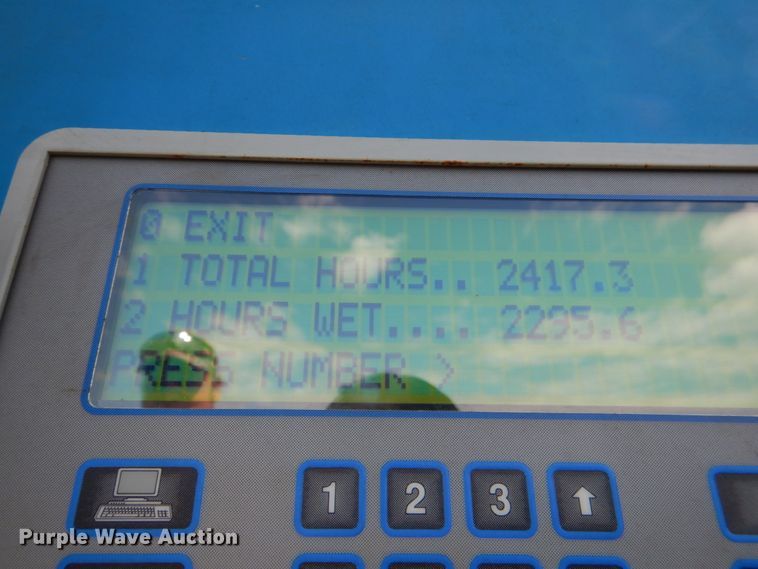 0 EXIT
1 TOTAL HOURS.. 2417.3
2 HOURS WET.... 2295.6
PRESS NUMBER >
1 2 3 ↑
Purple Wave Auction